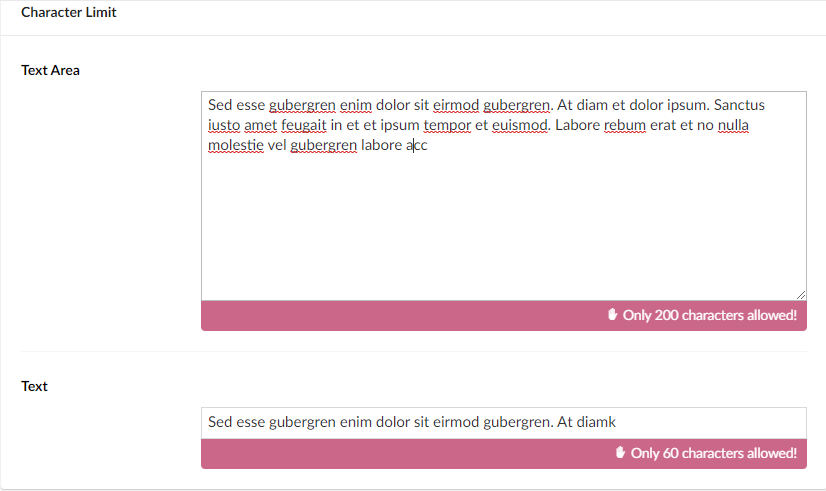 Character Limit
Text Area
Sed esse gubergren enim dolor sit eirmod gubergren. At diam et dolor ipsum. Sanctus
iusto amet feugait in et et ipsum tempor et euismod. Labore rebum erat et no nulla
molestie vel gubergren labore acc
Only 200 characters allowed!
Text
Sed esse gubergren enim dolor sit eirmod gubergren. At diamk
Only 60 characters allowed!